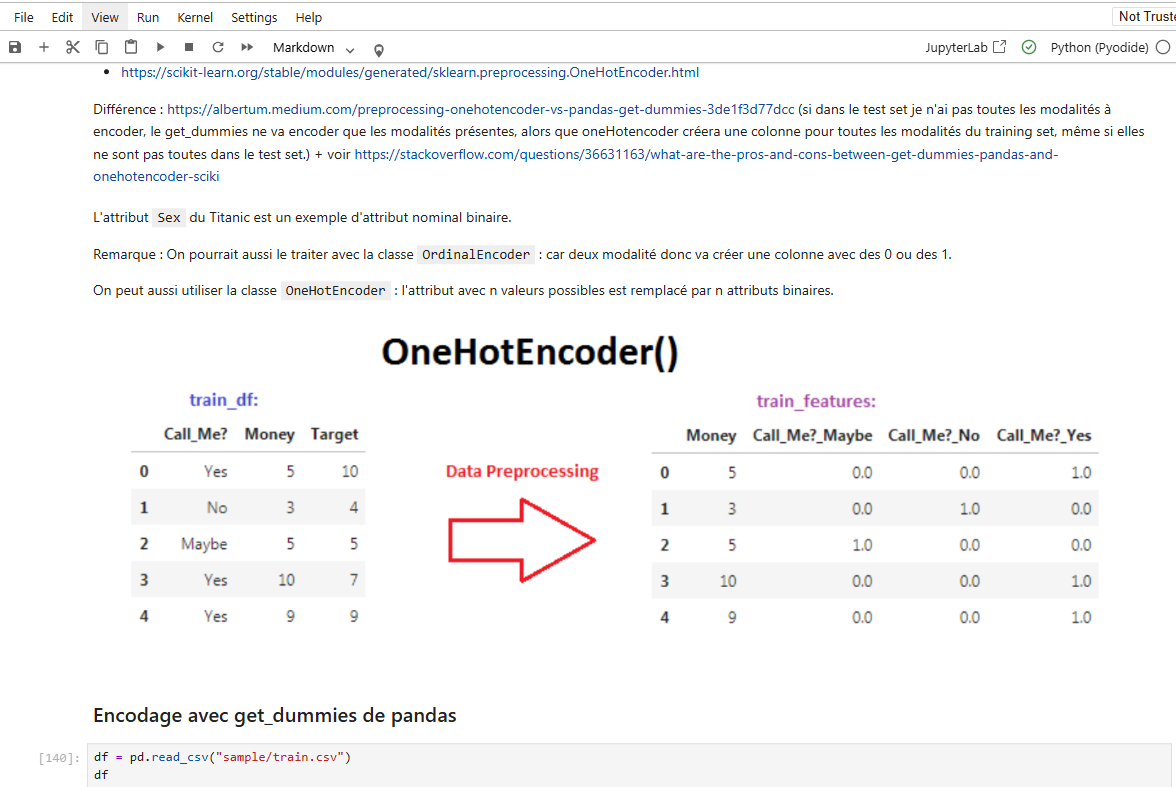 File Edit View Run Kernel Settings Help Not Truste
Markdown JupyterLab Python (Pyodide)
https://scikit-learn.org/stable/modules/generated/sklearn.preprocessing.OneHotEncoder.html
Différence : https://albertum.medium.com/preprocessing-onehotencoder-vs-pandas-get-dummies-3de1f3d77dcc (si dans le test set je n'ai pas toutes les modalités à
encoder, le get_dummies ne va encoder que les modalités présentes, alors que oneHotencoder créera une colonne pour toutes les modalités du training set, même si elles
ne sont pas toutes dans le test set.) + voir https://stackoverflow.com/questions/36631163/what-are-the-pros-and-cons-between-get-dummies-pandas-and-
onehotencoder-sciki
L'attribut Sex du Titanic est un exemple d'attribut nominal binaire.
Remarque : On pourrait aussi le traiter avec la classe OrdinalEncoder : car deux modalité donc va créer une colonne avec des 0 ou des 1.
On peut aussi utiliser la classe OneHotEncoder : l'attribut avec n valeurs possibles est remplacé par n attributs binaires.
OneHotEncoder()
train_df:
Call_Me? Money Target
0 Yes 5 10
1 No 3 4
2 Maybe 5 5
3 Yes 10 7
4 Yes 9 9
Data Preprocessing
train_features:
Money Call_Me?_Maybe Call_Me?_No Call_Me?_Yes
0 5 0.0 0.0 1.0
1 3 0.0 1.0 0.0
2 5 1.0 0.0 0.0
3 10 0.0 0.0 1.0
4 9 0.0 0.0 1.0
Encodage avec get_dummies de pandas
[140]: df = pd.read_csv("sample/train.csv")
df